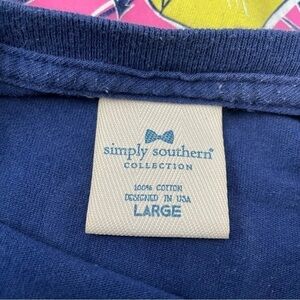 simply southern®
COLLECTION
100% COTTON
DESIGNED IN USA
LARGE